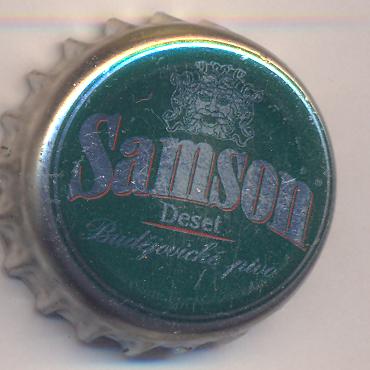 Samson
Deset
Budějovické pivo